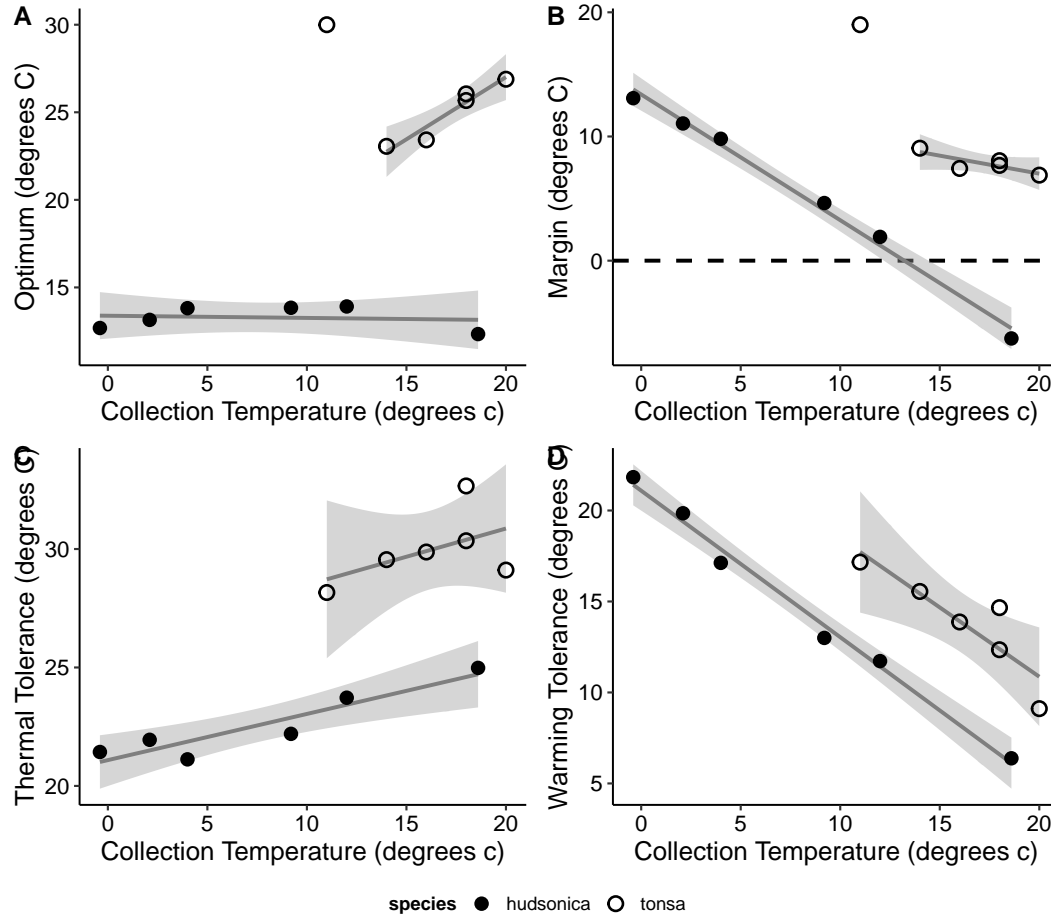 A
Optimum (degrees C)
30
25
20
15
0 5 10 15 20
Collection Temperature (degrees c)
B
Margin (degrees C)
20
10
0
0 5 10 15 20
Collection Temperature (degrees c)
C
Thermal Tolerance (degrees C)
30
25
20
0 5 10 15 20
Collection Temperature (degrees c)
D
Warming Tolerance (degrees C)
20
15
10
5
0 5 10 15 20
Collection Temperature (degrees c)
species hudsonica tonsa